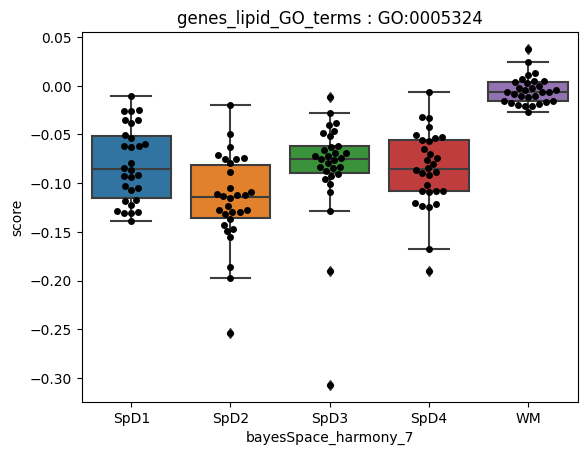 genes_lipid_GO_terms : GO:0005324
score
0.05
0.00
−0.05
−0.10
−0.15
−0.20
−0.25
−0.30
SpD1 SpD2 SpD3 SpD4 WM
bayesSpace_harmony_7